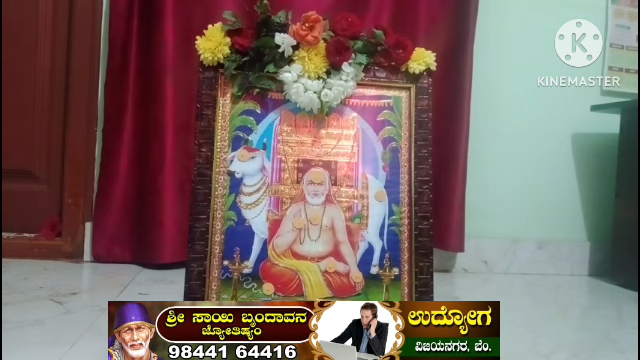 KINEMASTER
ಶ್ರೀ ಸಾಯಿ ಬೃಂದಾವನ
ಜ್ಯೋತಿಷ್ಯಂ
98441 64416
ಉದ್ಯೋಗ
ವಿಜಯನಗರ, ಬೆಂ.